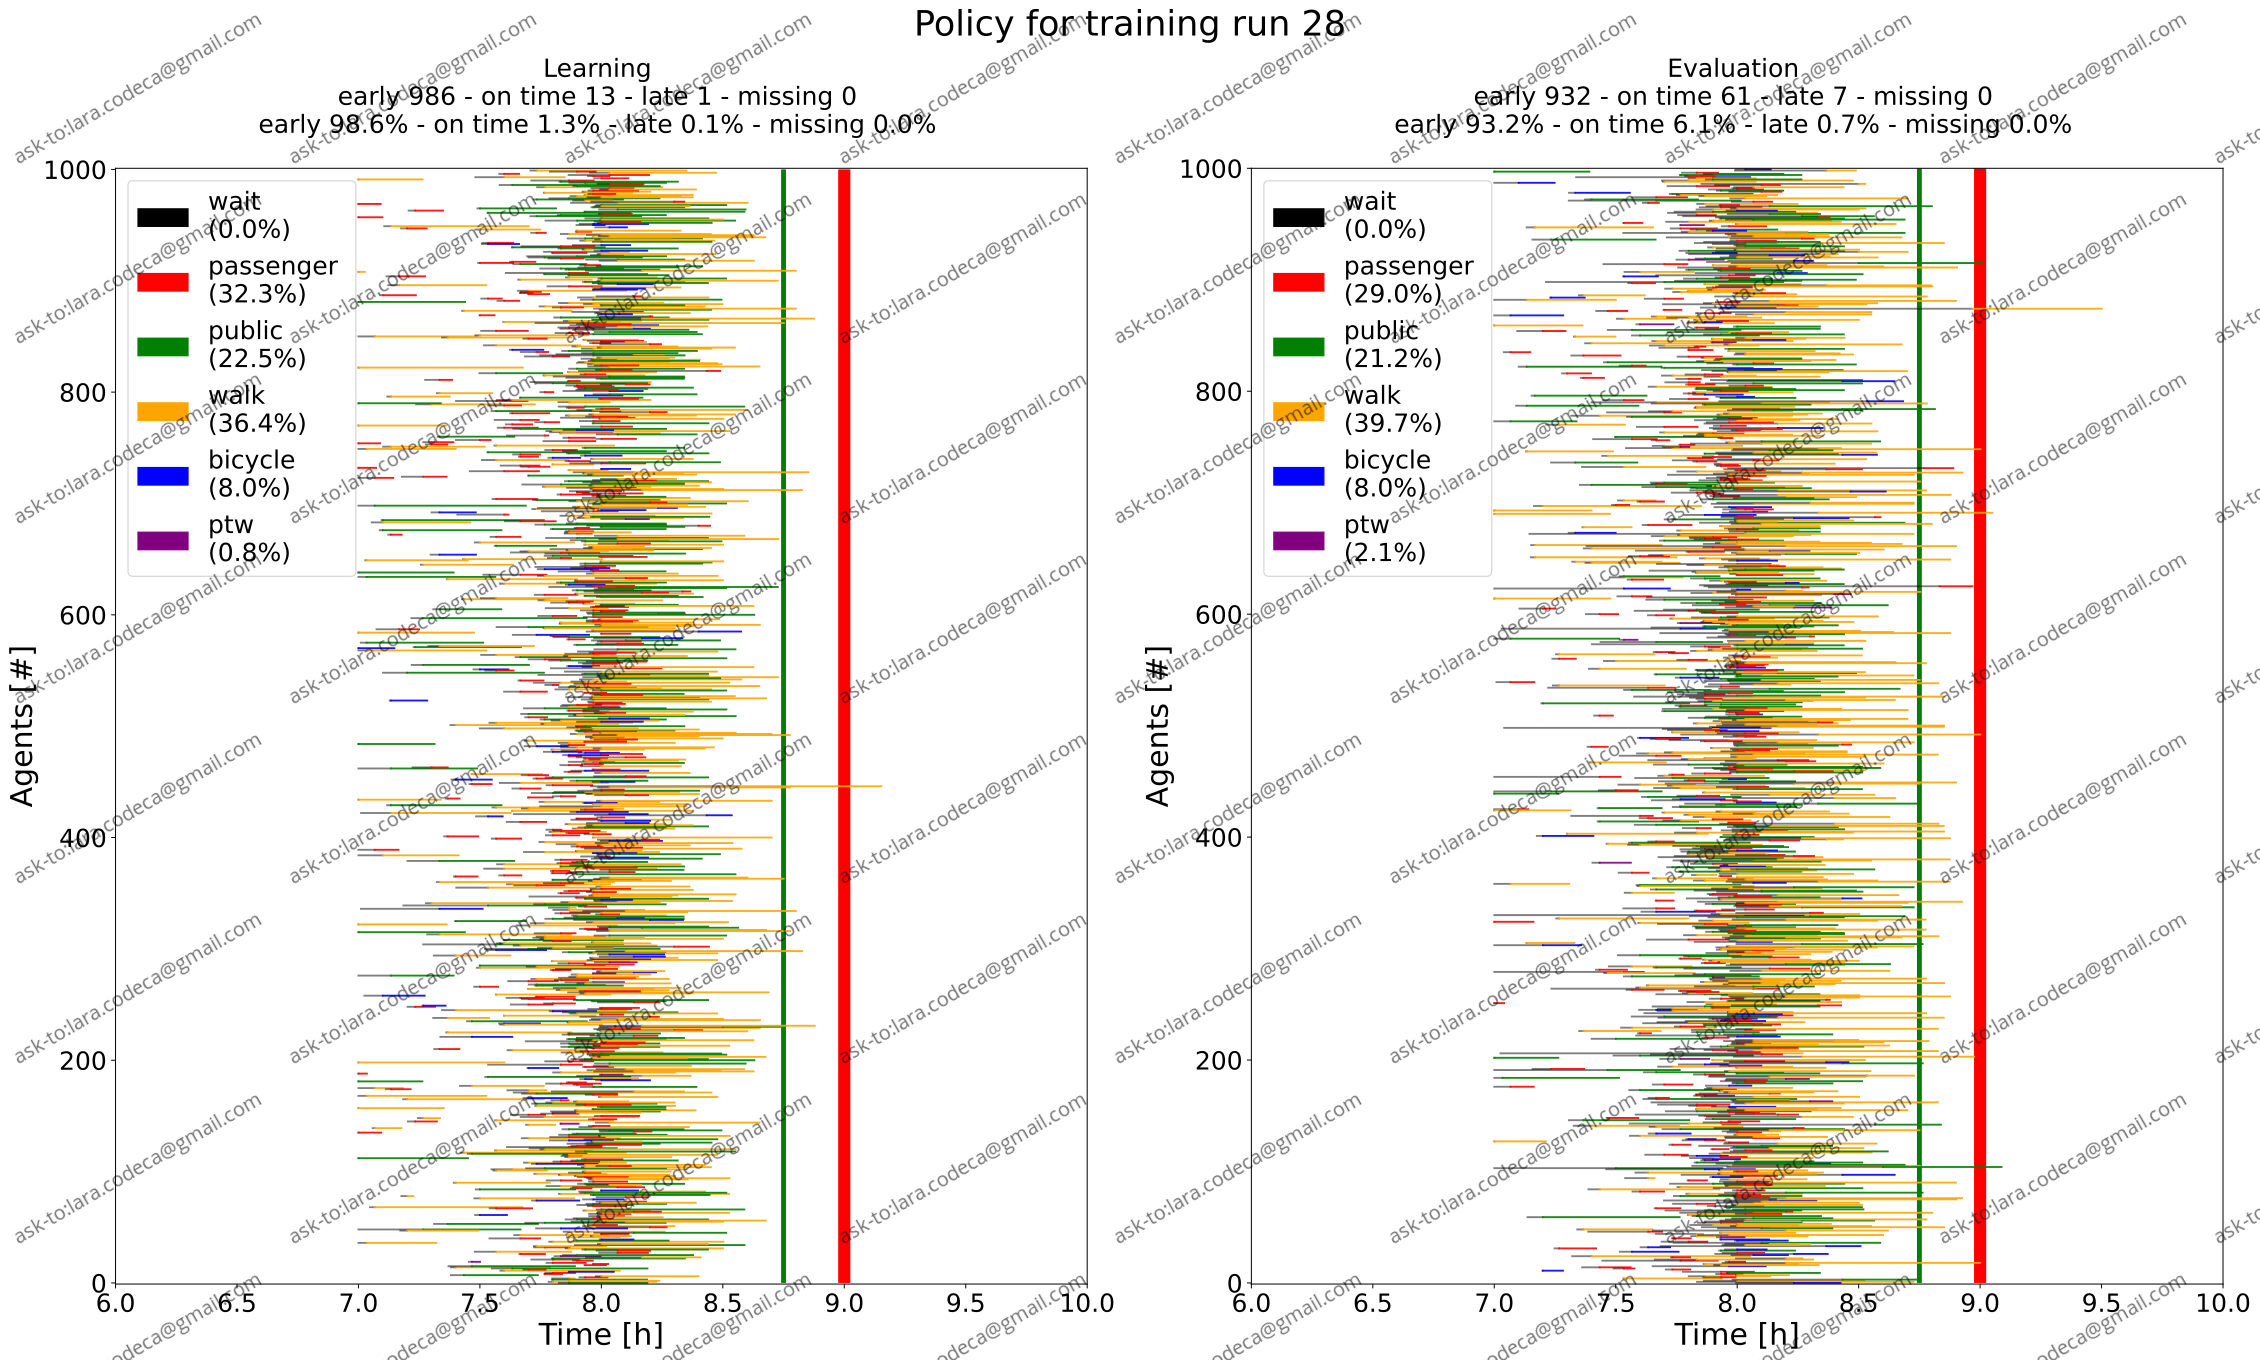 Policy for training run 28
Learning
early 986 - on time 13 - late 1 - missing 0
early 98.6% - on time 1.3% - late 0.1% - missing 0.0%
1000
800
600
400
200
0
Agents [#]
wait
(0.0%)
passenger
(32.3%)
public
(22.5%)
walk
(36.4%)
bicycle
(8.0%)
ptw
(0.8%)
6.0 6.5 7.0 7.5 8.0 8.5 9.0 9.5 10.0
Time [h]
Evaluation
early 932 - on time 61 - late 7 - missing 0
early 93.2% - on time 6.1% - late 0.7% - missing 0.0%
1000
800
600
400
200
0
Agents [#]
wait
(0.0%)
passenger
(29.0%)
public
(21.2%)
walk
(39.7%)
bicycle
(8.0%)
ptw
(2.1%)
6.0 6.5 7.0 7.5 8.0 8.5 9.0 9.5 10.0
Time [h]
ask-to:lara.codeca@gmail.com